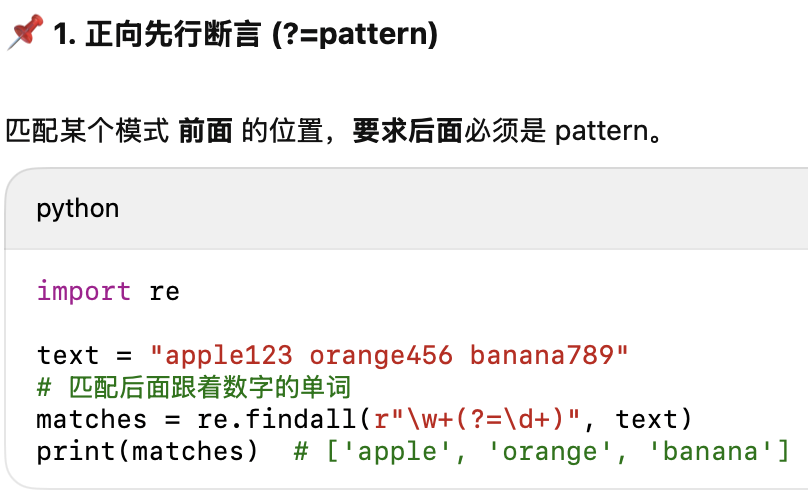 📌 1. 正向先行断言 (?=pattern)
匹配某个模式 前面 的位置，要求后面必须是 pattern。
python
import re
text = "apple123 orange456 banana789"
# 匹配后面跟着数字的单词
matches = re.findall(r"\w+(?=\d+)", text)
print(matches)  # ['apple', 'orange', 'banana']